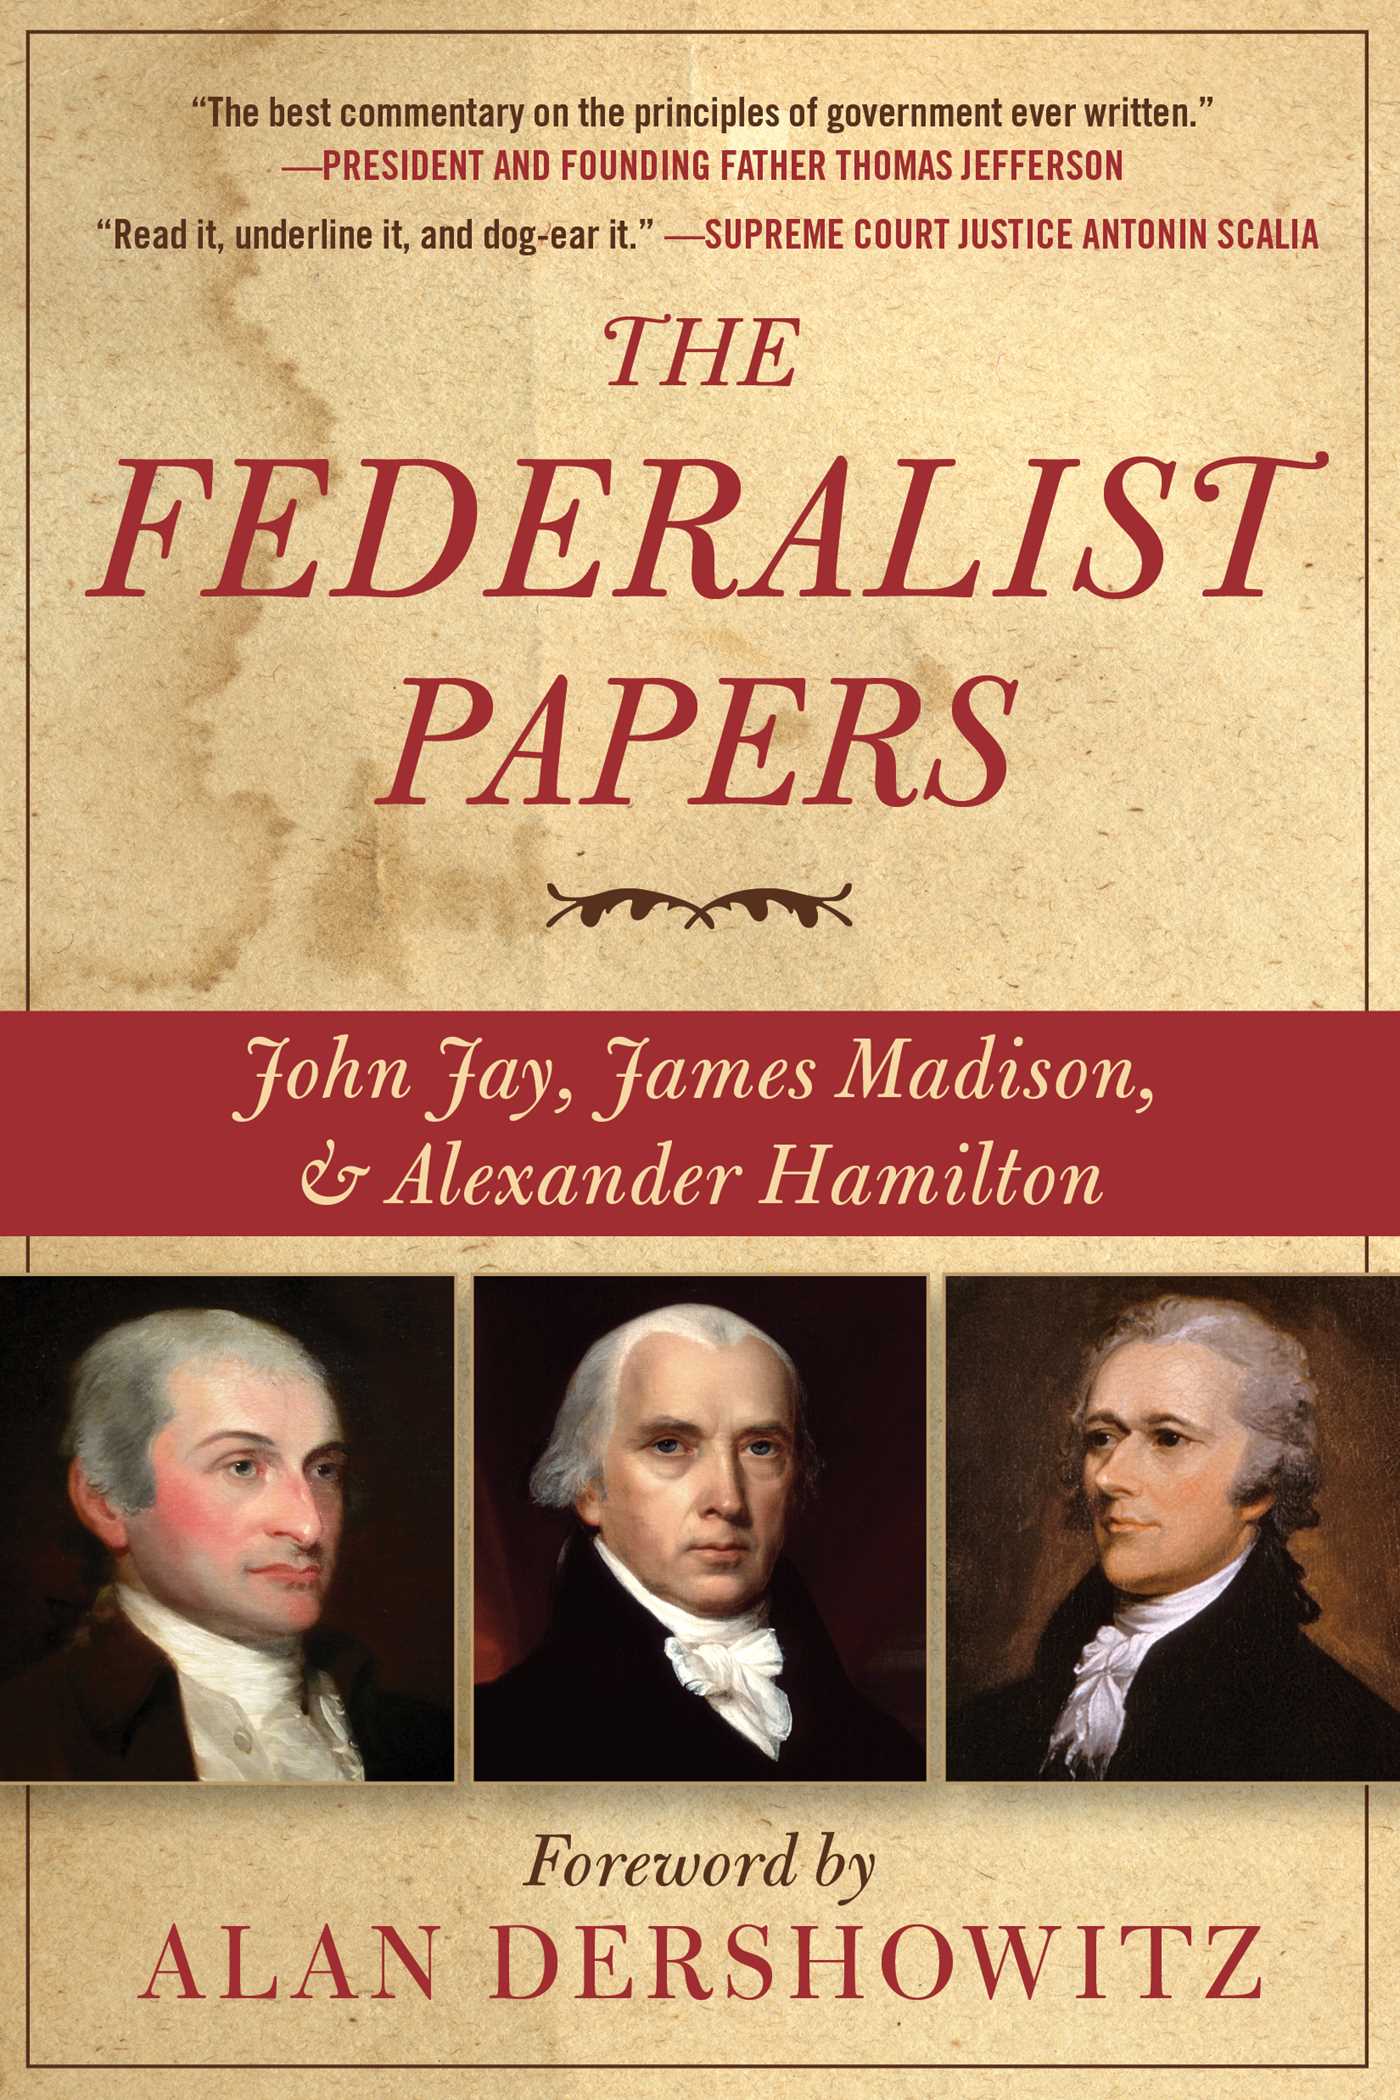 “The best commentary on the principles of government ever written.”
—PRESIDENT AND FOUNDING FATHER THOMAS JEFFERSON
“Read it, underline it, and dog-ear it.” —SUPREME COURT JUSTICE ANTONIN SCALIA
THE
FEDERALIST
PAPERS
John Jay, James Madison,
& Alexander Hamilton
Foreword by
ALAN DERSHOWITZ